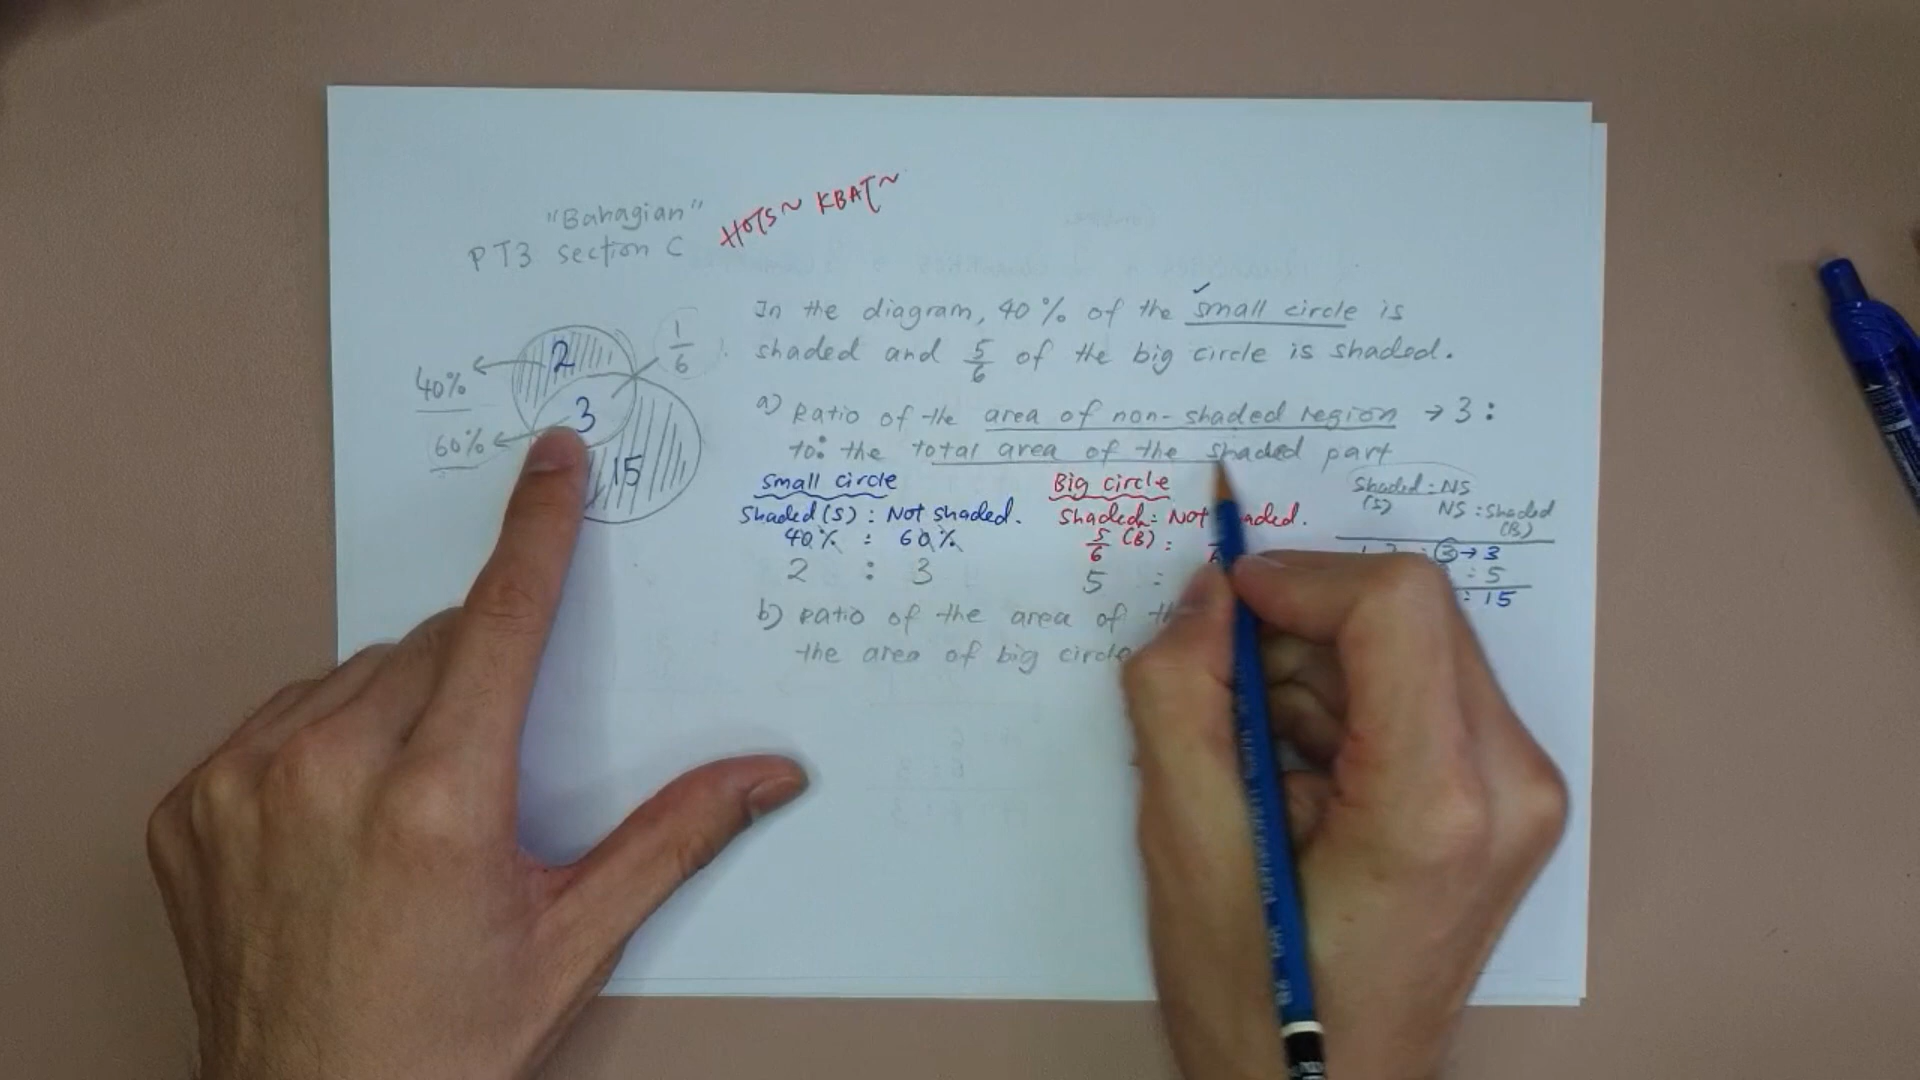 "Bahagian"
PT3 section C
HOTS~ KBAT~
40%
60%
2
3
15
1
6
In the diagram, 40% of the small circle is
shaded and 5/6 of the big circle is shaded.
a) Ratio of the area of non-shaded region → 3 :
to: the total area of the shaded part
Small circle
Shaded (S) : Not shaded.
40% : 60%
2 : 3
Big circle
Shaded : Not shaded.
5/6 (B) :
5 :
Shaded : NS
(S) NS : Shaded
(B)
: 3 → 3
: 5
: 15
b) Ratio of the area of
the area of big circle